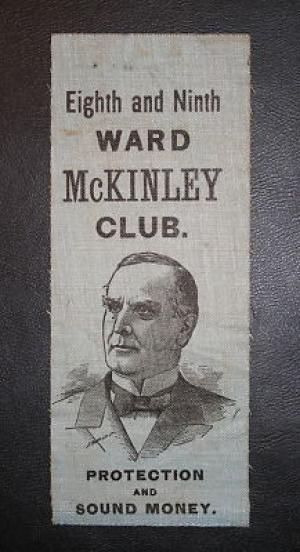 Eighth and Ninth
WARD
McKINLEY
CLUB.
PROTECTION
AND
SOUND MONEY.